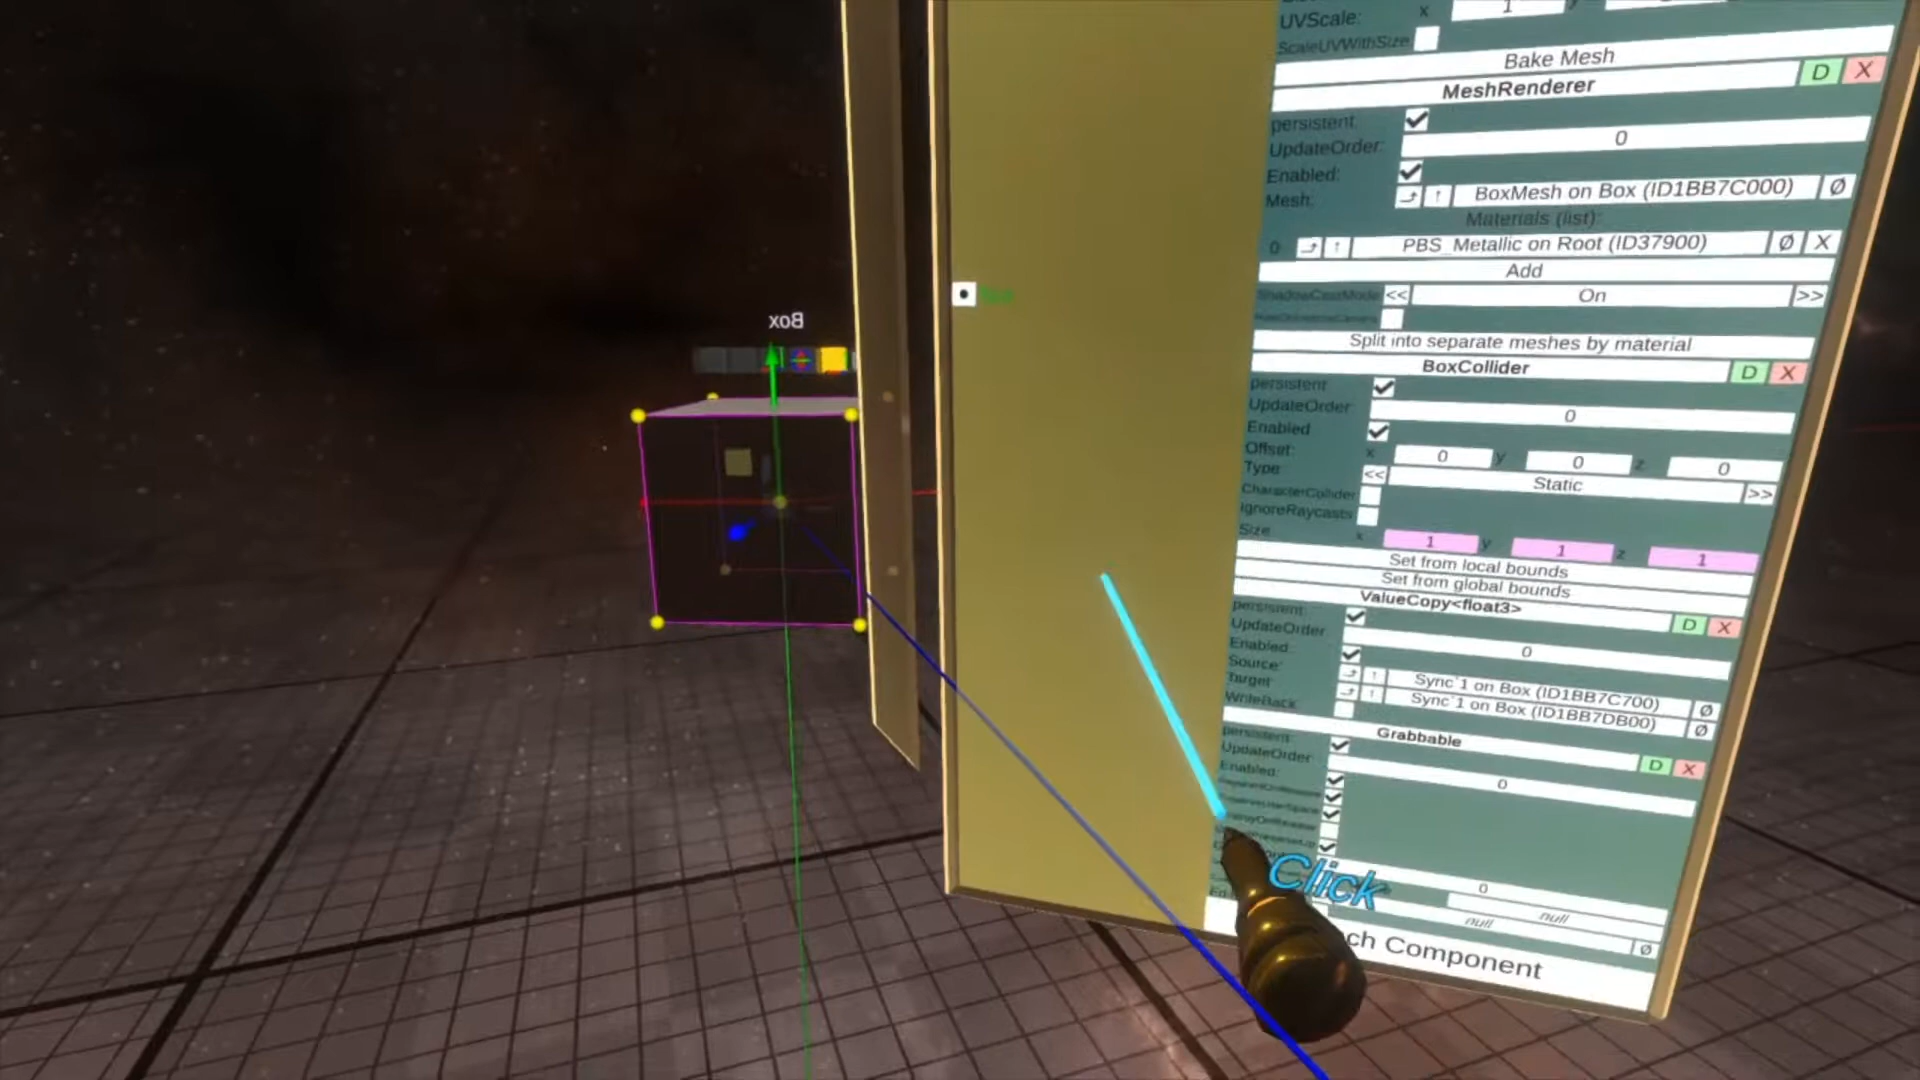 UVScale: x 1 y
ScaleUVWithSize
Bake Mesh
MeshRenderer D X
persistent:
UpdateOrder: 0
Enabled:
Mesh: BoxMesh on Box (ID1BB7C000) Ø
Materials (list):
0 PBS_Metallic on Root (ID37900) Ø X
Add
ShadowCastMode << On >>
Split into separate meshes by material
BoxCollider D X
persistent
UpdateOrder 0
Enabled
Offset: x 0 y 0 z 0
Type << Static >>
CharacterCollider
IgnoreRaycasts
Size x 1 y 1 z 1
Set from local bounds
Set from global bounds
ValueCopy<float3> D X
persistent:
UpdateOrder 0
Enabled:
Source: Sync`1 on Box (ID1BB7C700) Ø
Target: Sync`1 on Box (ID1BB7DB00) Ø
WriteBack
Grabbable D X
persistent:
UpdateOrder: 0
Enabled:
0
null
null Ø
ch Component
Click
Box